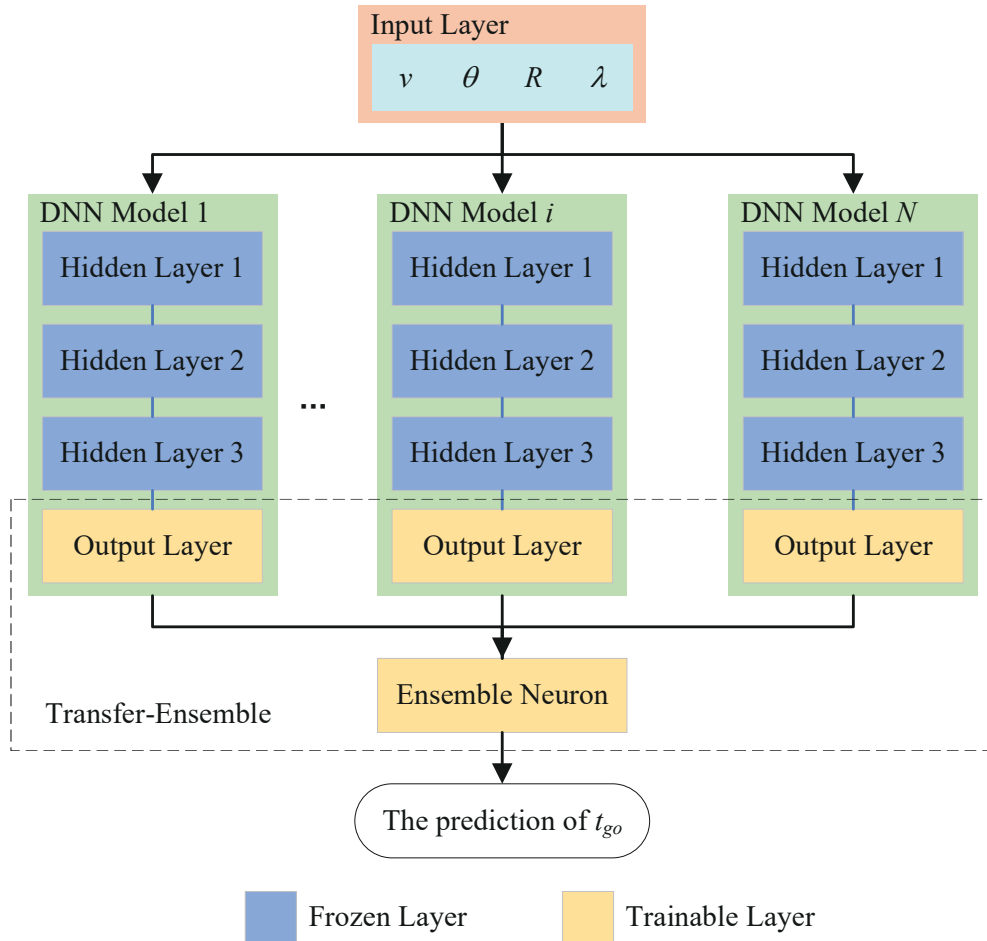 Input Layer
v θ R λ
DNN Model 1
DNN Model i
DNN Model N
Hidden Layer 1
Hidden Layer 1
Hidden Layer 1
Hidden Layer 2
Hidden Layer 2
Hidden Layer 2
...
Hidden Layer 3
Hidden Layer 3
Hidden Layer 3
Output Layer
Output Layer
Output Layer
Ensemble Neuron
Transfer-Ensemble
The prediction of t_go
Frozen Layer
Trainable Layer